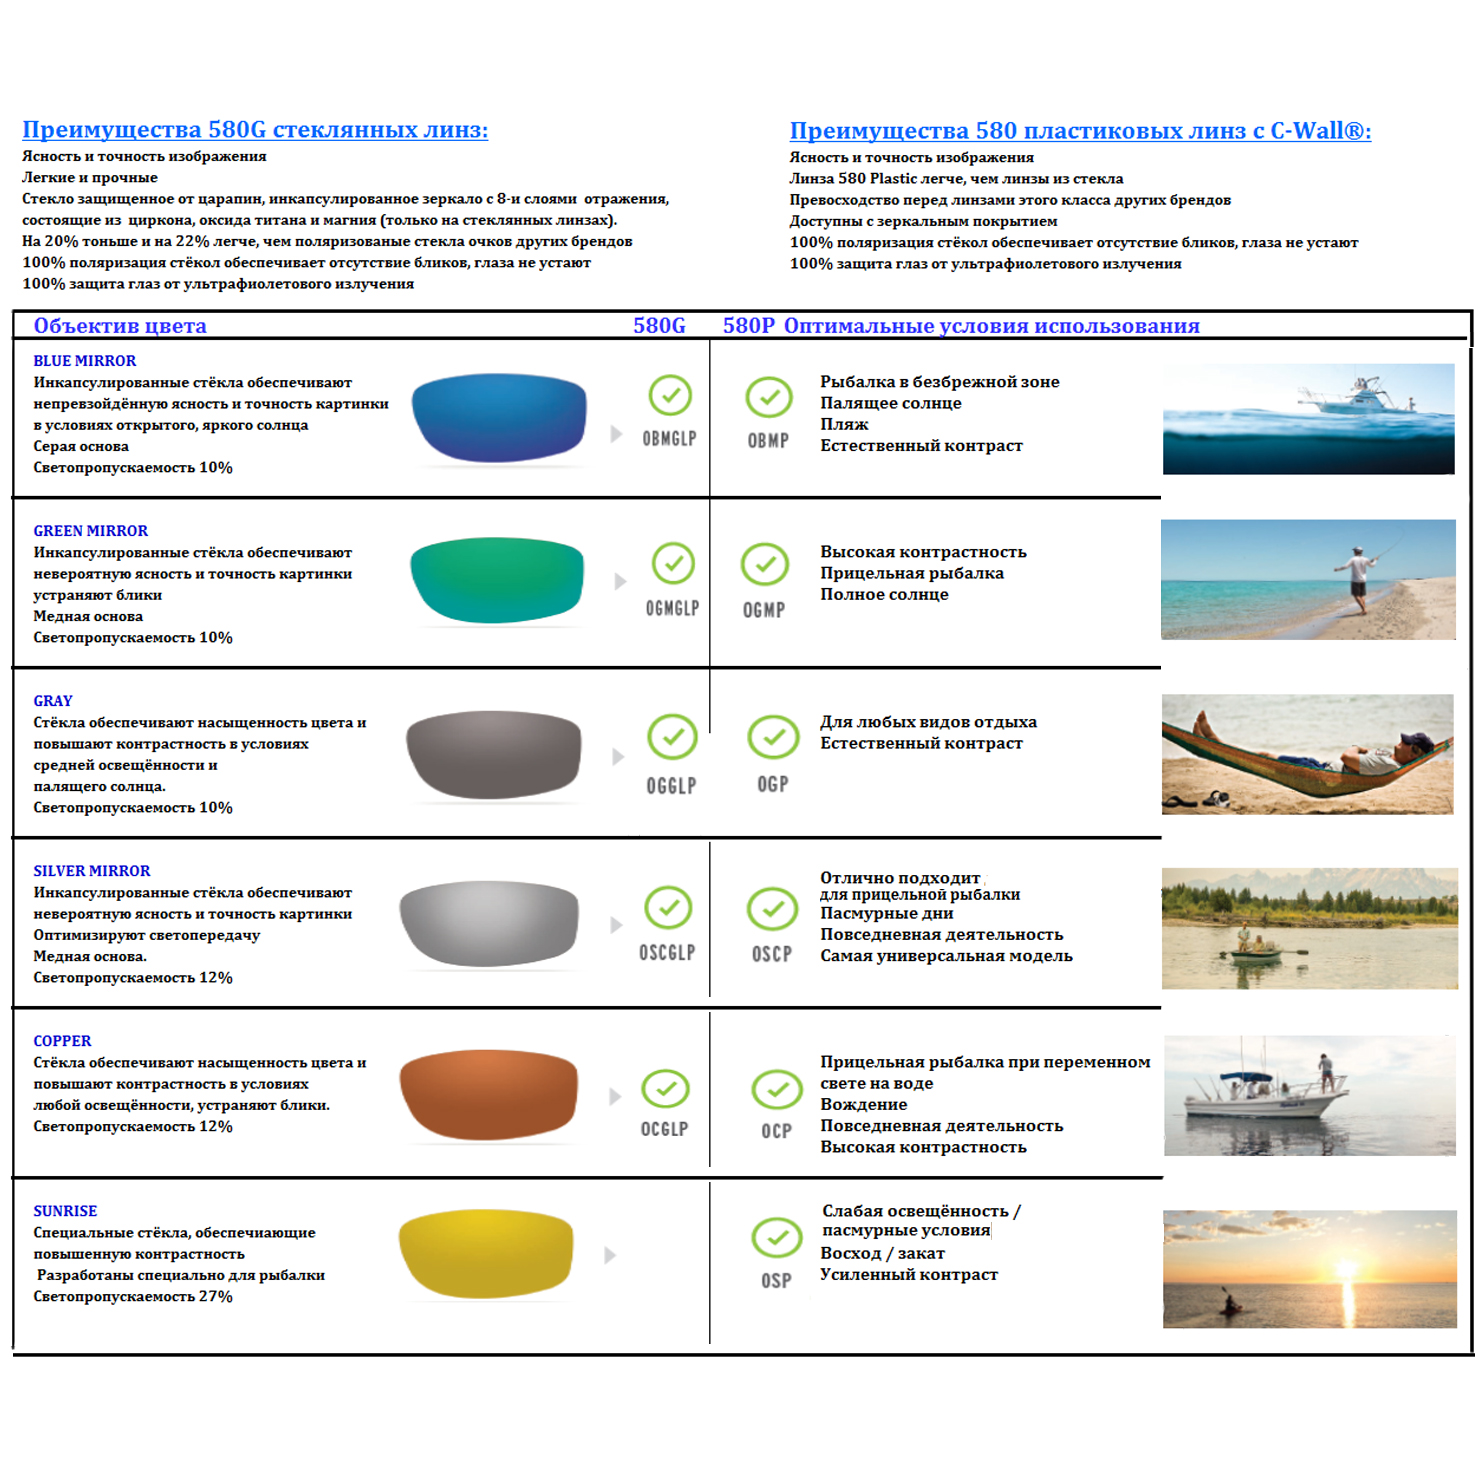 Преимущества 580G стеклянных линз:
Ясность и точность изображения
Легкие и прочные
Стекло защищенное от царапин, инкапсулированное зеркало с 8-и слоями отражения,
состоящие из циркона, оксида титана и магния (только на стеклянных линзах).
На 20% тоньше и на 22% легче, чем поляризованые стекла очков других брендов
100% поляризация стёкол обеспечивает отсутствие бликов, глаза не устают
100% защита глаз от ультрафиолетового излучения
Преимущества 580 пластиковых линз с C-Wall®:
Ясность и точность изображения
Линза 580 Plastic легче, чем линзы из стекла
Превосходство перед линзами этого класса других брендов
Доступны с зеркальным покрытием
100% поляризация стёкол обеспечивает отсутствие бликов, глаза не устают
100% защита глаз от ультрафиолетового излучения
Объектив цвета 580G 580P Оптимальные условия использования
BLUE MIRROR
Инкапсулированные стёкла обеспечивают
непревзойдённую ясность и точность картинки
в условиях открытого, яркого солнца
Серая основа
Светопропускаемость 10%
OBMGLP
OBMP
Рыбалка в безбрежной зоне
Палящее солнце
Пляж
Естественный контраст
GREEN MIRROR
Инкапсулированные стёкла обеспечивают
невероятную ясность и точность картинки
устраняют блики
Медная основа
Светопропускаемость 10%
OGMGLP
OGMP
Высокая контрастность
Прицельная рыбалка
Полное солнце
GRAY
Стёкла обеспечивают насыщенность цвета и
повышают контрастность в условиях
средней освещённости и
палящего солнца.
Светопропускаемость 10%
OGGLP
OGP
Для любых видов отдыха
Естественный контраст
SILVER MIRROR
Инкапсулированные стёкла обеспечивают
невероятную ясность и точность картинки
Оптимизируют светопередачу
Медная основа.
Светопропускаемость 12%
OSCGLP
OSCP
Отлично подходит
для прицельной рыбалки
Пасмурные дни
Повседневная деятельность
Самая универсальная модель
COPPER
Стёкла обеспечивают насыщенность цвета и
повышают контрастность в условиях
любой освещённости, устраняют блики.
Светопропускаемость 12%
OCGLP
OCP
Прицельная рыбалка при переменном
свете на воде
Вождение
Повседневная деятельность
Высокая контрастность
SUNRISE
Специальные стёкла, обеспечиающие
повышенную контрастность
Разработаны специально для рыбалки
Светопропускаемость 27%
OSP
Слабая освещённость /
пасмурные условия
Восход / закат
Усиленный контраст